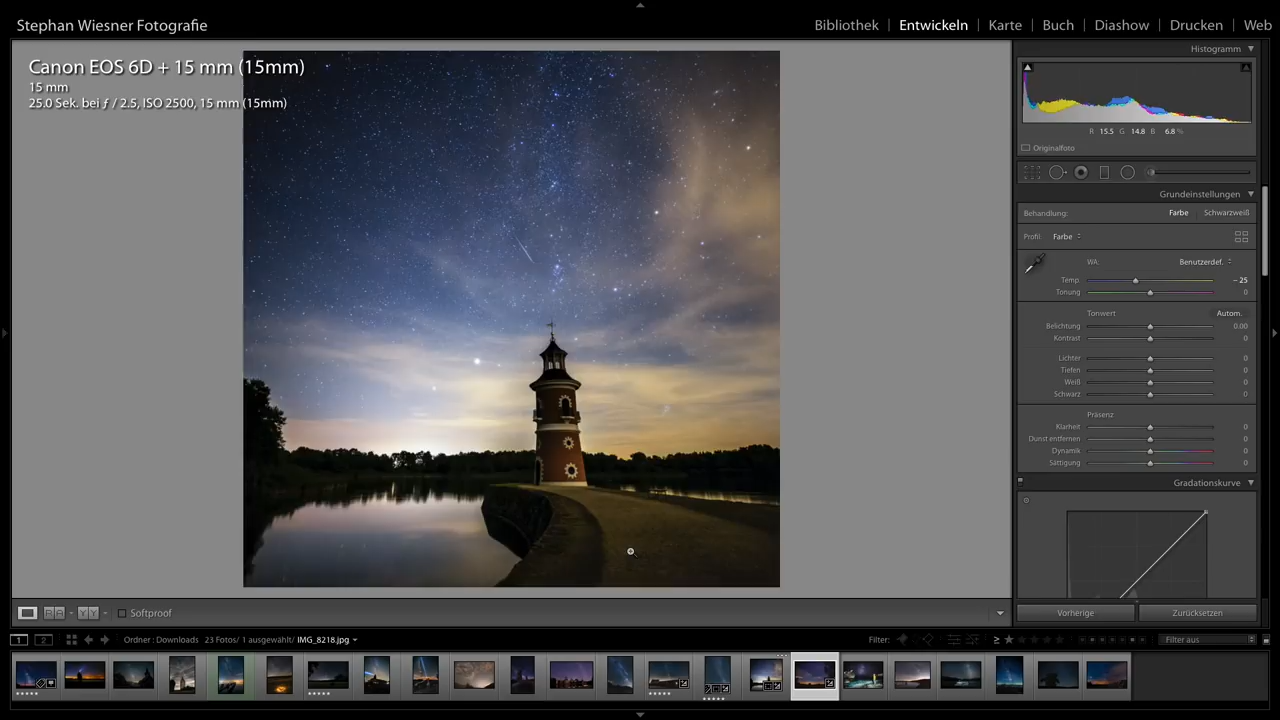 Stephan Wiesner Fotografie
Bibliothek | Entwickeln | Karte | Buch | Diashow | Drucken | Web
Canon EOS 6D + 15 mm (15mm)
15 mm
25.0 Sek. bei ƒ / 2.5, ISO 2500, 15 mm (15mm)
Histogramm
R 15.5 G 14.8 B 6.8 %
Originalfoto
Grundeinstellungen
Behandlung: Farbe Schwarzweiß
Profil: Farbe
WA: Benutzerdef.
Temp. – 25
Tonung 0
Tonwert Autom.
Belichtung 0.00
Kontrast 0
Lichter 0
Tiefen 0
Weiß 0
Schwarz 0
Präsenz
Klarheit 0
Dunst entfernen 0
Dynamik 0
Sättigung 0
Gradationskurve
Softproof
Vorherige Zurücksetzen
1 2 Ordner : Downloads 23 Fotos/ 1 ausgewählt/ IMG_8218.jpg Filter: Filter aus